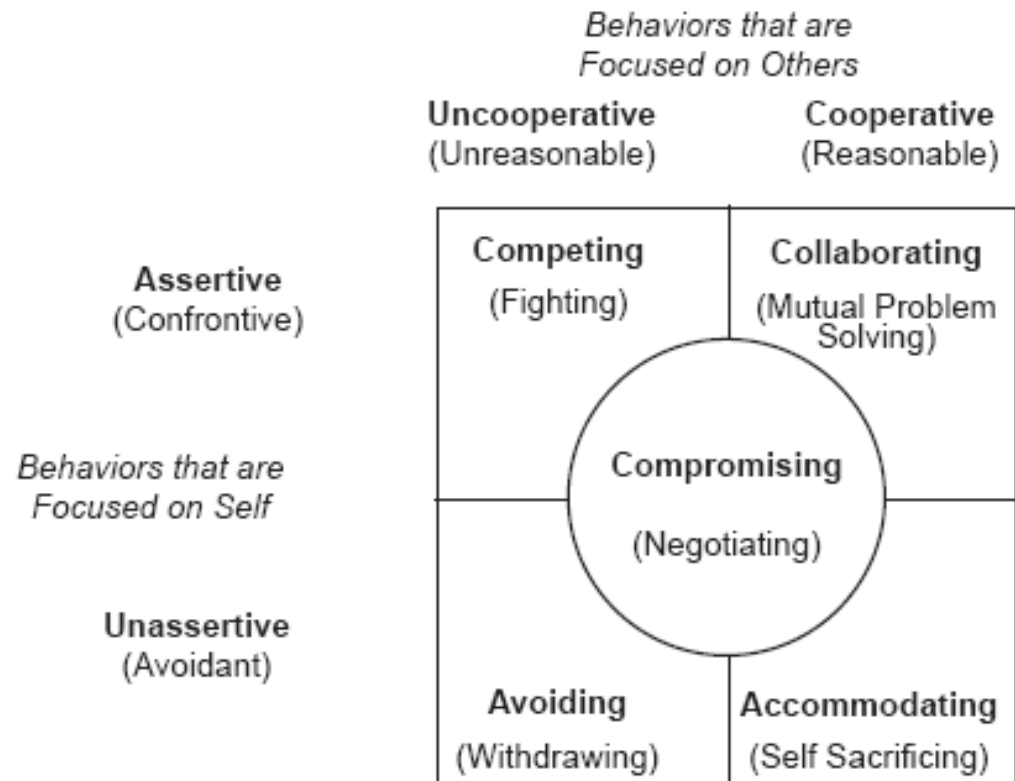 Behaviors that are
Focused on Others
Uncooperative
(Unreasonable)
Cooperative
(Reasonable)
Assertive
(Confrontive)
Competing
(Fighting)
Collaborating
(Mutual Problem
Solving)
Behaviors that are
Focused on Self
Compromising
(Negotiating)
Unassertive
(Avoidant)
Avoiding
(Withdrawing)
Accommodating
(Self Sacrificing)